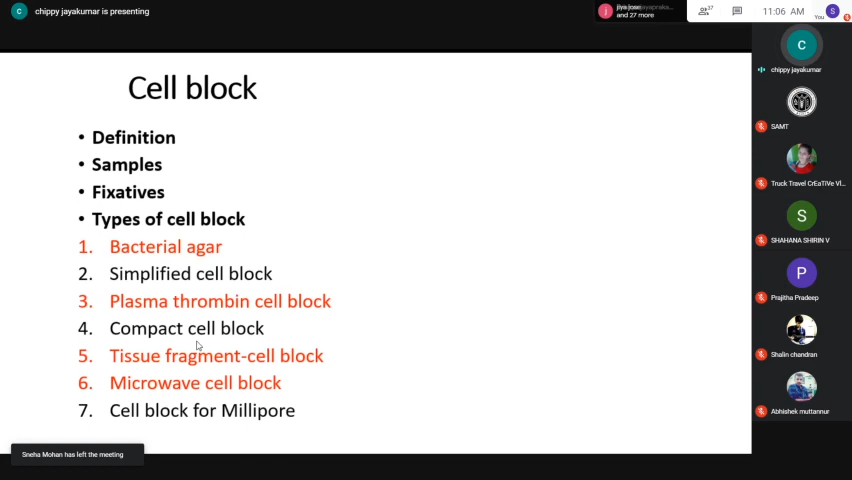 C
chippy jayakumar is presenting
j
and 27 more
37
11:06 AM
You
S
Cell block
• Definition
• Samples
• Fixatives
• Types of cell block
1. Bacterial agar
2. Simplified cell block
3. Plasma thrombin cell block
4. Compact cell block
5. Tissue fragment-cell block
6. Microwave cell block
7. Cell block for Millipore
Sneha Mohan has left the meeting
C
chippy jayakumar
SAMT
Truck Travel CrEaTiVe Vl...
S
SHAHANA SHIRIN V
P
Prajitha Pradeep
Shalin chandran
Abhishek muttannur